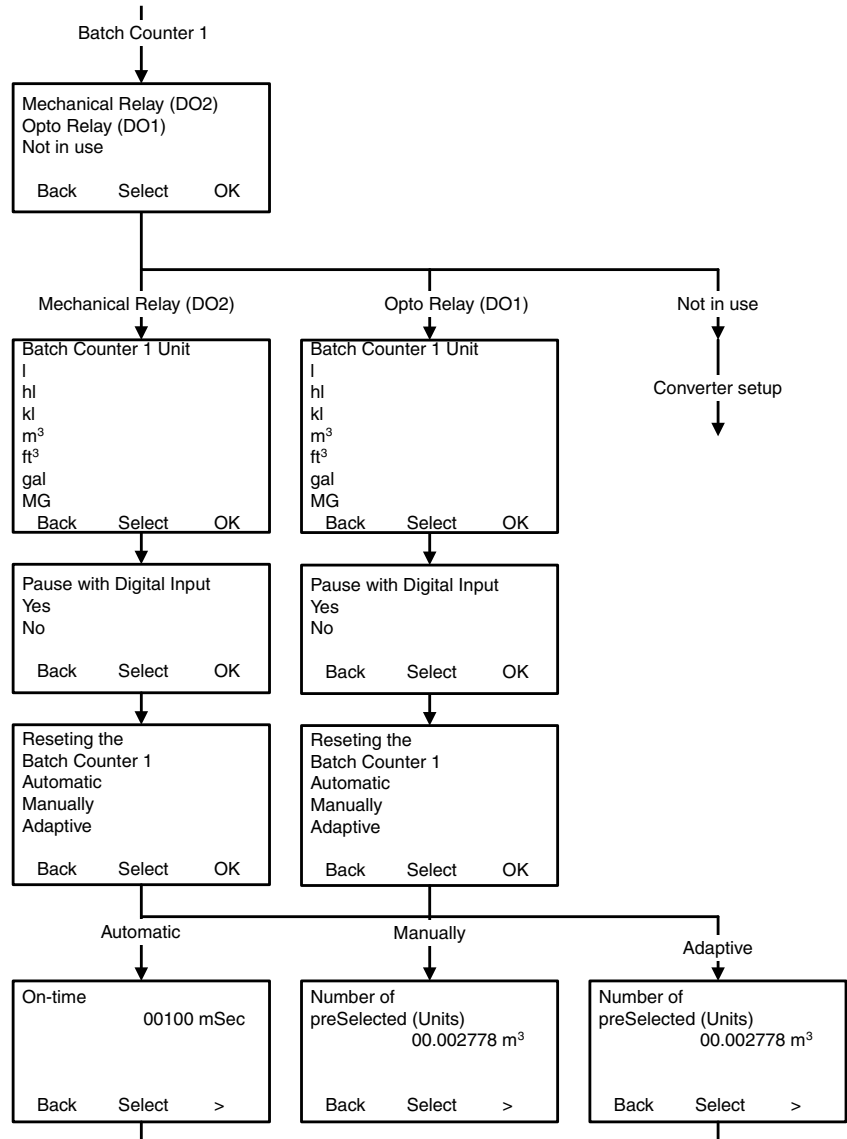 Batch Counter 1
Mechanical Relay (DO2)
Opto Relay (DO1)
Not in use
Back Select OK
Mechanical Relay (DO2)
Opto Relay (DO1)
Not in use
Batch Counter 1 Unit
l
hl
kl
m³
ft³
gal
MG
Back Select OK
Batch Counter 1 Unit
l
hl
kl
m³
ft³
gal
MG
Back Select OK
Converter setup
Pause with Digital Input
Yes
No
Back Select OK
Pause with Digital Input
Yes
No
Back Select OK
Reseting the
Batch Counter 1
Automatic
Manually
Adaptive
Back Select OK
Reseting the
Batch Counter 1
Automatic
Manually
Adaptive
Back Select OK
Automatic
Manually
Adaptive
On-time
00100 mSec
Back Select >
Number of
preSelected (Units)
00.002778 m³
Back Select >
Number of
preSelected (Units)
00.002778 m³
Back Select >